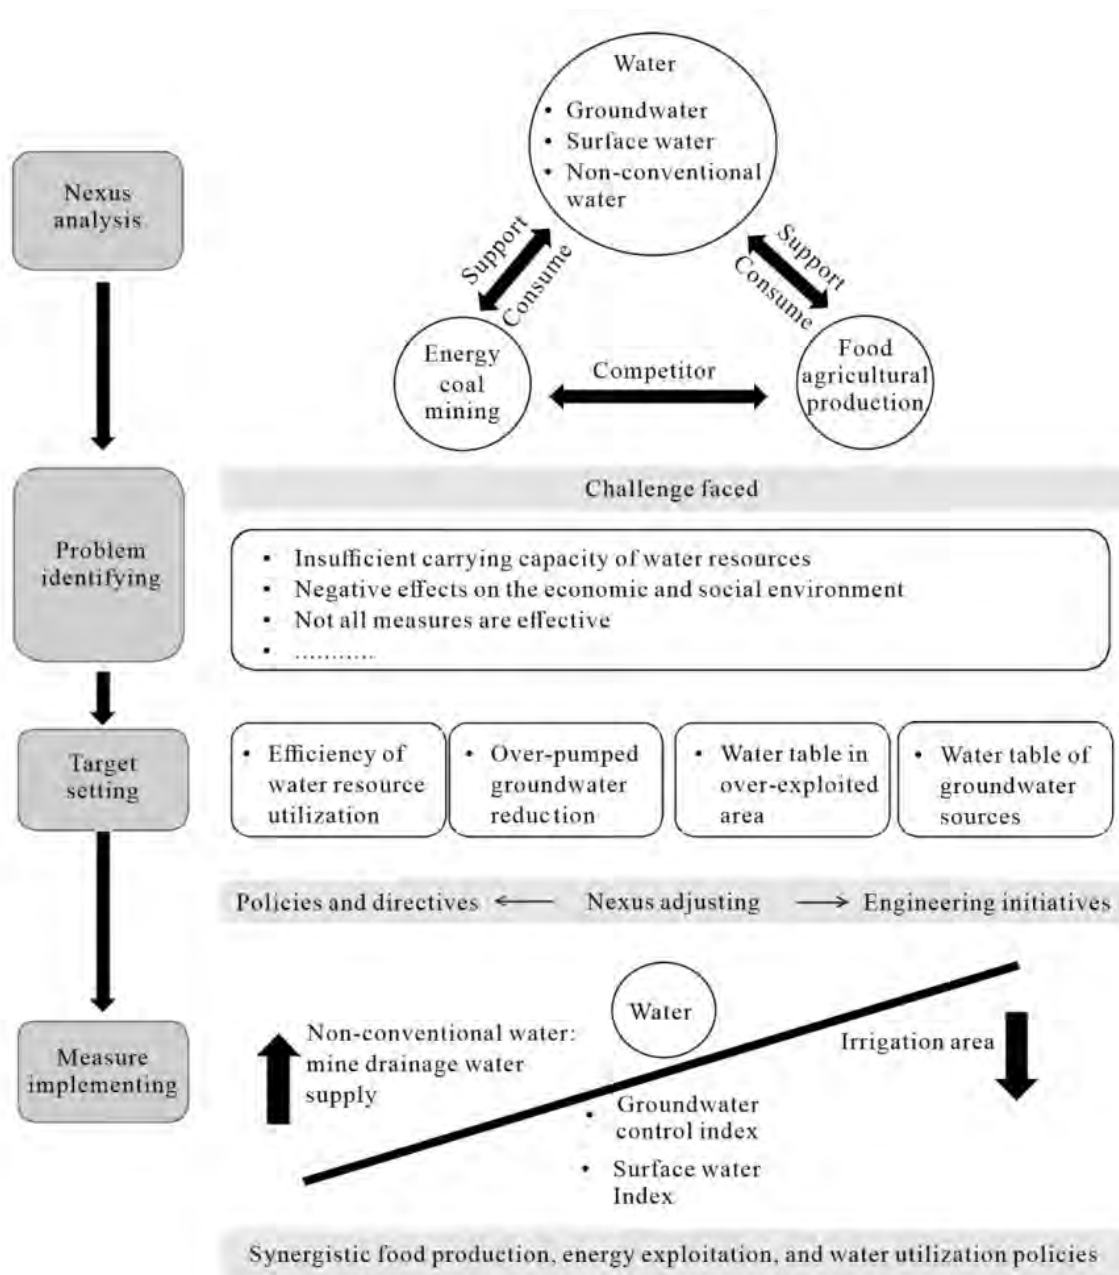 Water
• Groundwater
• Surface water
• Non-conventional
water
Nexus
analysis
Support
Consume
Support
Consume
Energy
coal
mining
Competitor
Food
agricultural
production
Challenge faced
Problem
identifying
• Insufficient carrying capacity of water resources
• Negative effects on the economic and social environment
• Not all measures are effective
• ...........
Target
setting
• Efficiency of
water resource
utilization
• Over-pumped
groundwater
reduction
• Water table in
over-exploited
area
• Water table of
groundwater
sources
Policies and directives ← Nexus adjusting → Engineering initiatives
Measure
implementing
Non-conventional water:
mine drainage water
supply
Water
Irrigation area
• Groundwater
control index
• Surface water
Index
Synergistic food production, energy exploitation, and water utilization policies